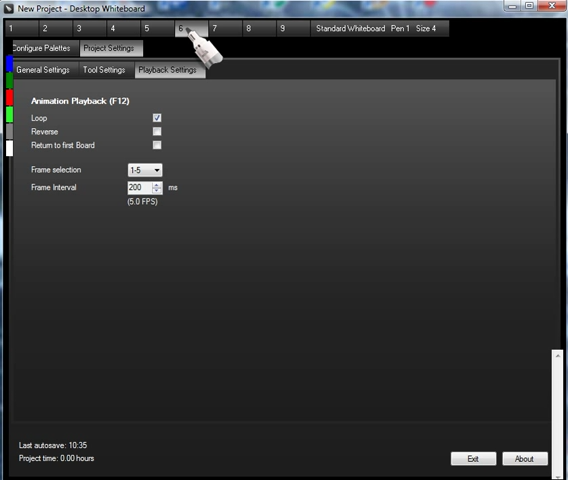 New Project - Desktop Whiteboard
1 2 3 4 5 6 7 8 9 Standard Whiteboard Pen 1 Size 4
Configure Palettes Project Settings
General Settings Tool Settings Playback Settings
Animation Playback (F12)
Loop
Reverse
Return to first Board
Frame selection 1-5
Frame Interval 200 ms
(5.0 FPS)
Last autosave: 10:35
Project time: 0.00 hours
Exit About